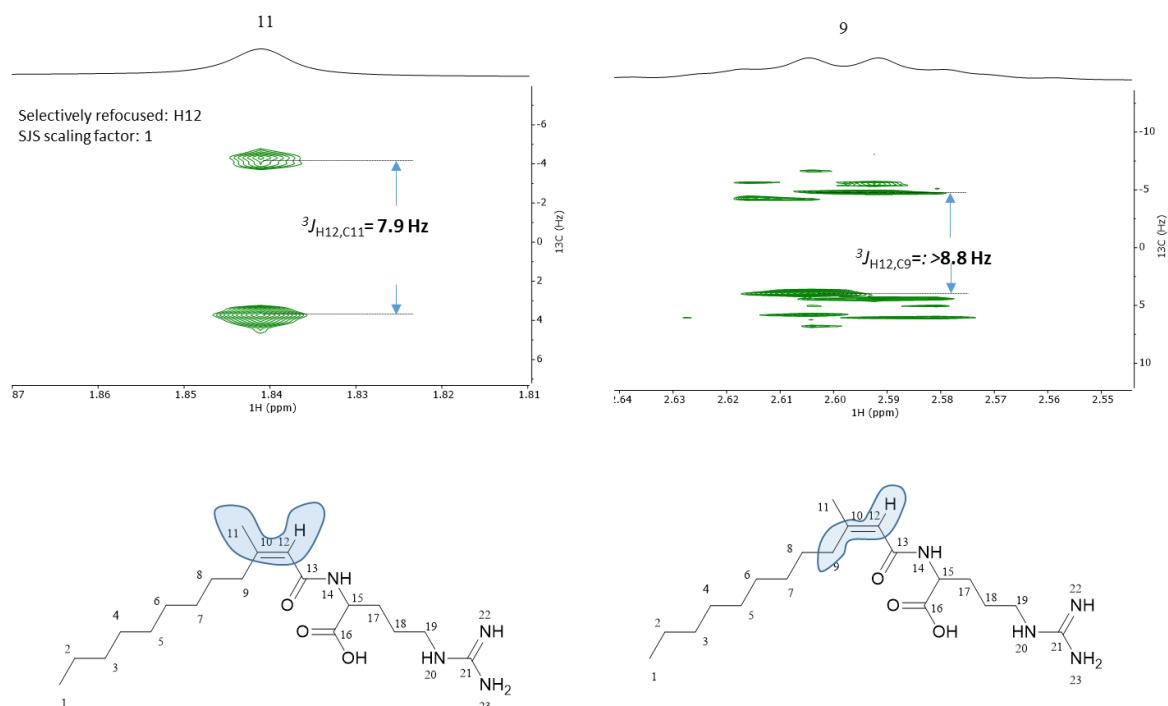 11
Selectively refocused: H12
SJS scaling factor: 1
-6
-4
-2
0
2
4
6
13C (Hz)
³J_H12,C11= 7.9 Hz
87 1.86 1.85 1.84 1.83 1.82 1.81
1H (ppm)
9
-10
-5
0
5
10
13C (Hz)
³J_H12,C9=: >8.8 Hz
2.64 2.63 2.62 2.61 2.60 2.59 2.58 2.57 2.56 2.55
1H (ppm)
11 10 12 H
8 13 NH
9 O 14 15 22
4 6 7 17 18 19 NH
2 5 O 16
3 OH HN 21
1 20 NH2
23
11 10 12 H
8 13 NH
9 O 14 15
4 6 7 17 18 19 22 NH
2 5 O 16
3 OH HN 21
1 20 NH2
23